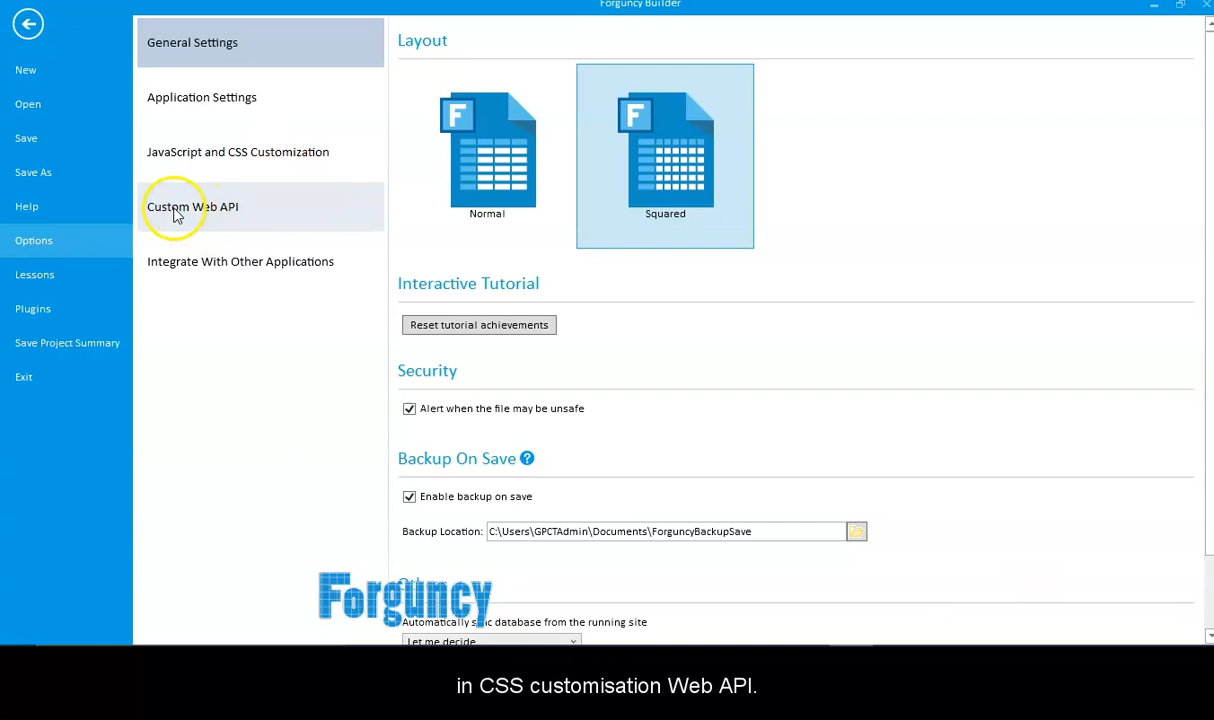 Forguncy Builder
New
Open
Save
Save As
Help
Options
Lessons
Plugins
Save Project Summary
Exit
General Settings
Application Settings
JavaScript and CSS Customization
Custom Web API
Integrate With Other Applications
Layout
F
Normal
F
Squared
Interactive Tutorial
Reset tutorial achievements
Security
Alert when the file may be unsafe
Backup On Save ?
Enable backup on save
Backup Location: C:\Users\GPCTAdmin\Documents\ForguncyBackupSave
Forguncy
Automatically sync database from the running site
Let me decide
in CSS customisation Web API.